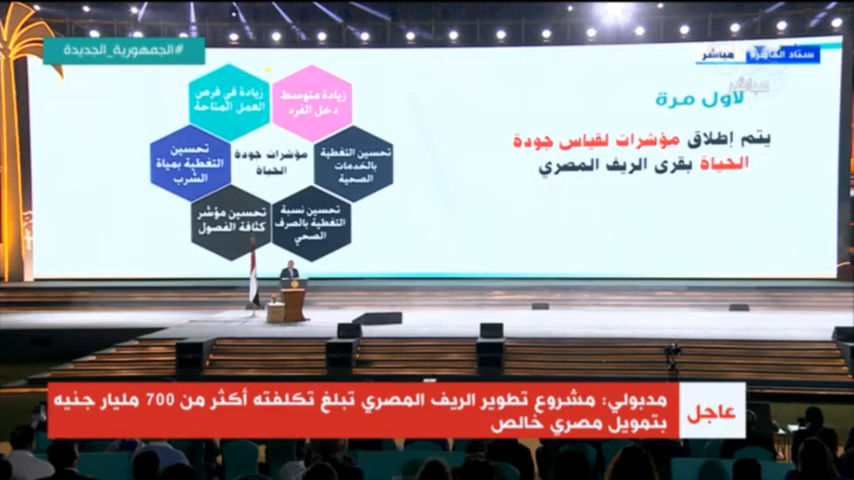 #الجمهورية_الجديدة
ستاد القاهرة
مباشر
مباشر
لأول مرة
يتم إطلاق مؤشرات لقياس جودة
الحياة بقرى الريف المصري
زيادة متوسط
دخل الفرد
زيادة في فرص
العمل المتاحة
تحسين التغطية
بالخدمات
الصحية
مؤشرات جودة
الحياة
تحسين
التغطية بمياة
الشرب
تحسين نسبة
التغطية بالصرف
الصحي
تحسين مؤشر
كثافة الفصول
عاجل
مدبولي: مشروع تطوير الريف المصري تبلغ تكلفته أكثر من 700 مليار جنيه
بتمويل مصري خالص